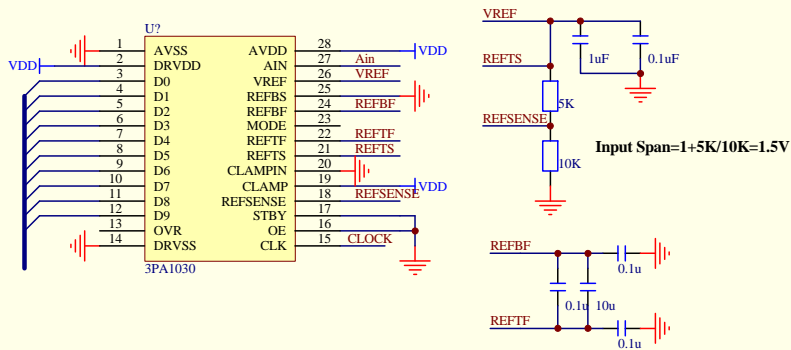 U?
1 AVSS AVDD 28 VDD
VDD 2 DRVDD AIN 27 Ain
3 D0 VREF 26 VREF
4 D1 REFBS 25
5 D2 REFBF 24 REFBF
6 D3 MODE 23
7 D4 REFTF 22 REFTF
8 D5 REFTS 21 REFTS
9 D6 CLAMPIN 20
10 D7 CLAMP 19 VDD
11 D8 REFSENSE 18 REFSENSE
12 D9 STBY 17
13 OVR OE 16
14 DRVSS CLK 15 CLOCK
3PA1030
VREF
1uF 0.1uF
REFTS
5K
REFSENSE
Input Span=1+5K/10K=1.5V
10K
REFBF
0.1u
0.1u 10u
REFTF
0.1u